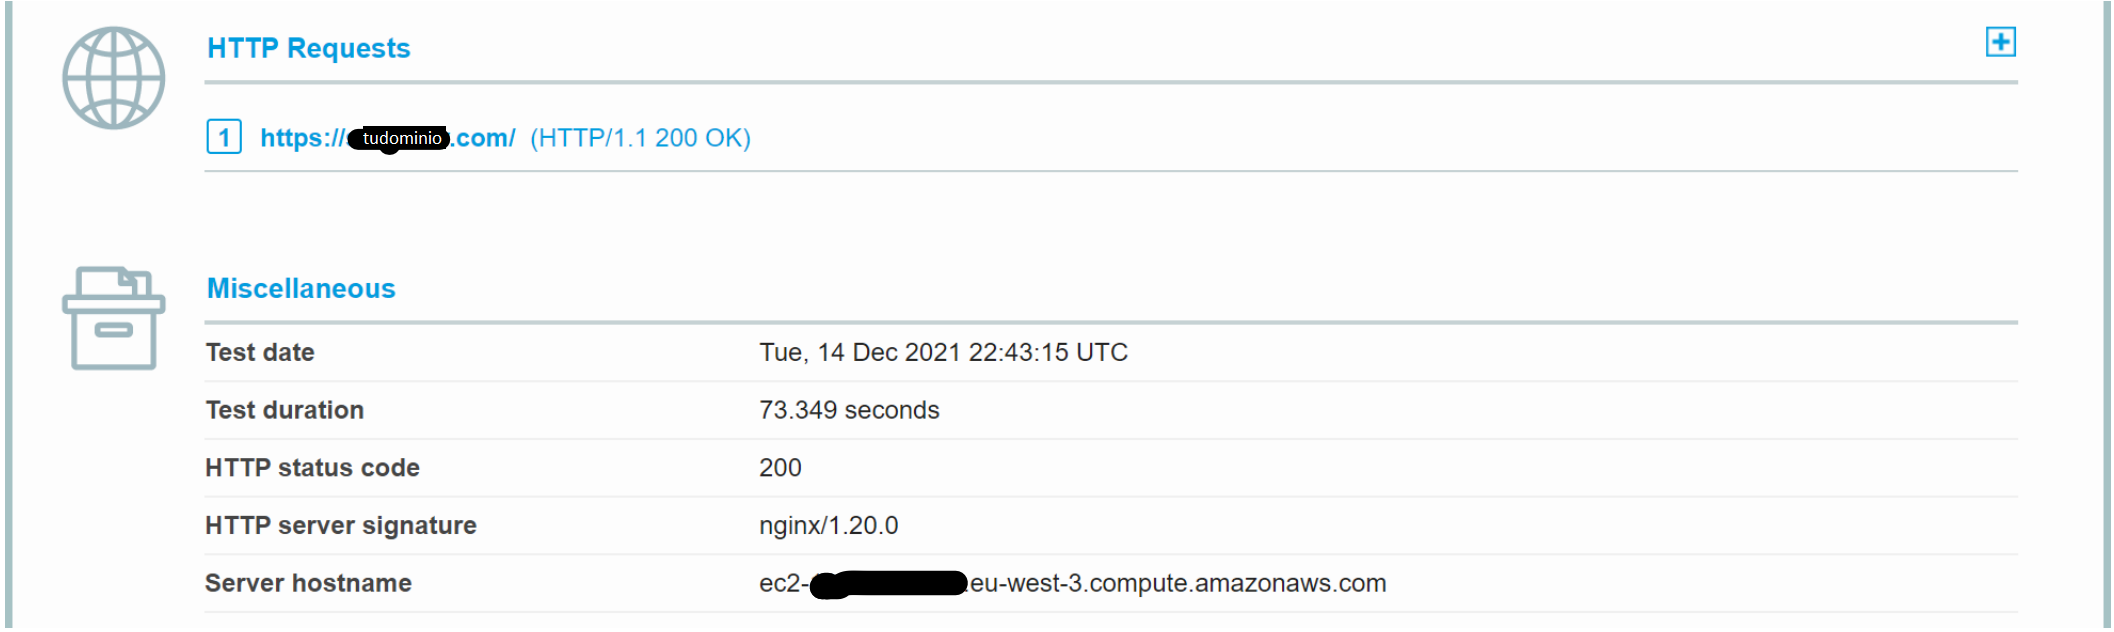 HTTP Requests
1 https://tudominio.com/ (HTTP/1.1 200 OK)
Miscellaneous
Test date Tue, 14 Dec 2021 22:43:15 UTC
Test duration 73.349 seconds
HTTP status code 200
HTTP server signature nginx/1.20.0
Server hostname ec2- .eu-west-3.compute.amazonaws.com